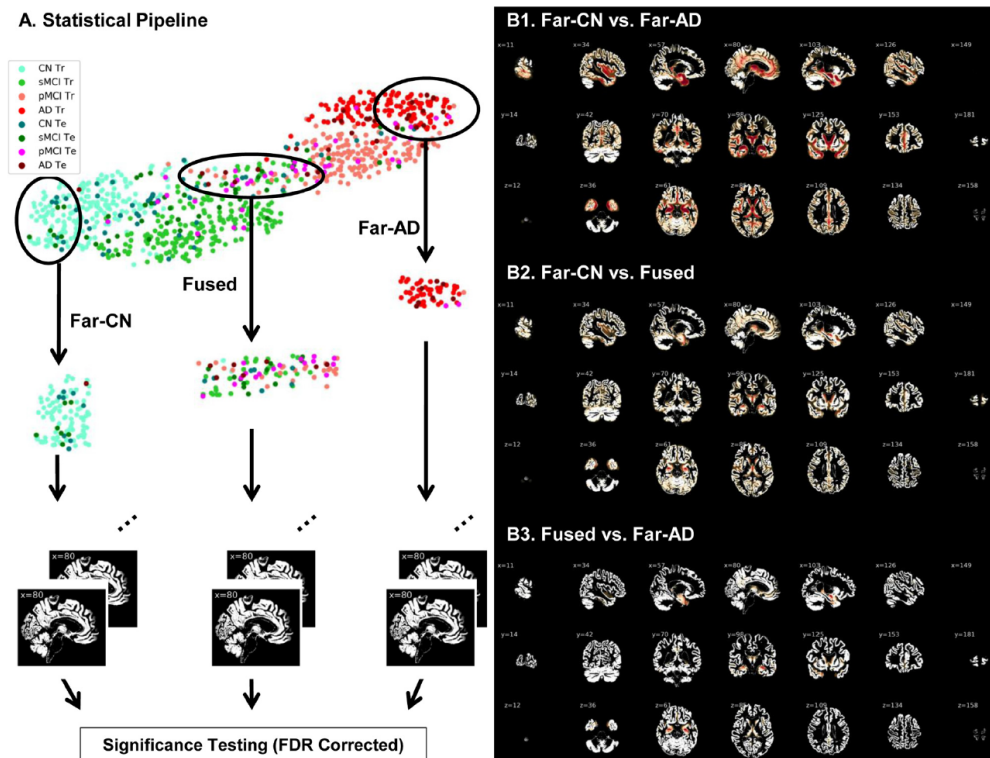 A. Statistical Pipeline
CN Tr
sMCI Tr
pMCI Tr
AD Tr
CN Te
sMCI Te
pMCI Te
AD Te
Far-AD
Fused
Far-CN
x=80
x=80
x=80
x=80
x=80
x=80
Significance Testing (FDR Corrected)
B1. Far-CN vs. Far-AD
x=11 x=34 x=57 x=80 x=103 x=126 x=149
y=14 y=42 y=70 y=98 y=125 y=153 y=181
z=12 z=36 z=61 z=85 z=109 z=134 z=158
B2. Far-CN vs. Fused
x=11 x=34 x=57 x=80 x=103 x=126 x=149
y=14 y=42 y=70 y=98 y=125 y=153 y=181
z=12 z=36 z=61 z=85 z=109 z=134 z=158
B3. Fused vs. Far-AD
x=11 x=34 x=57 x=80 x=103 x=126 x=149
y=14 y=42 y=70 y=98 y=125 y=153 y=181
z=12 z=36 z=61 z=85 z=109 z=134 z=158